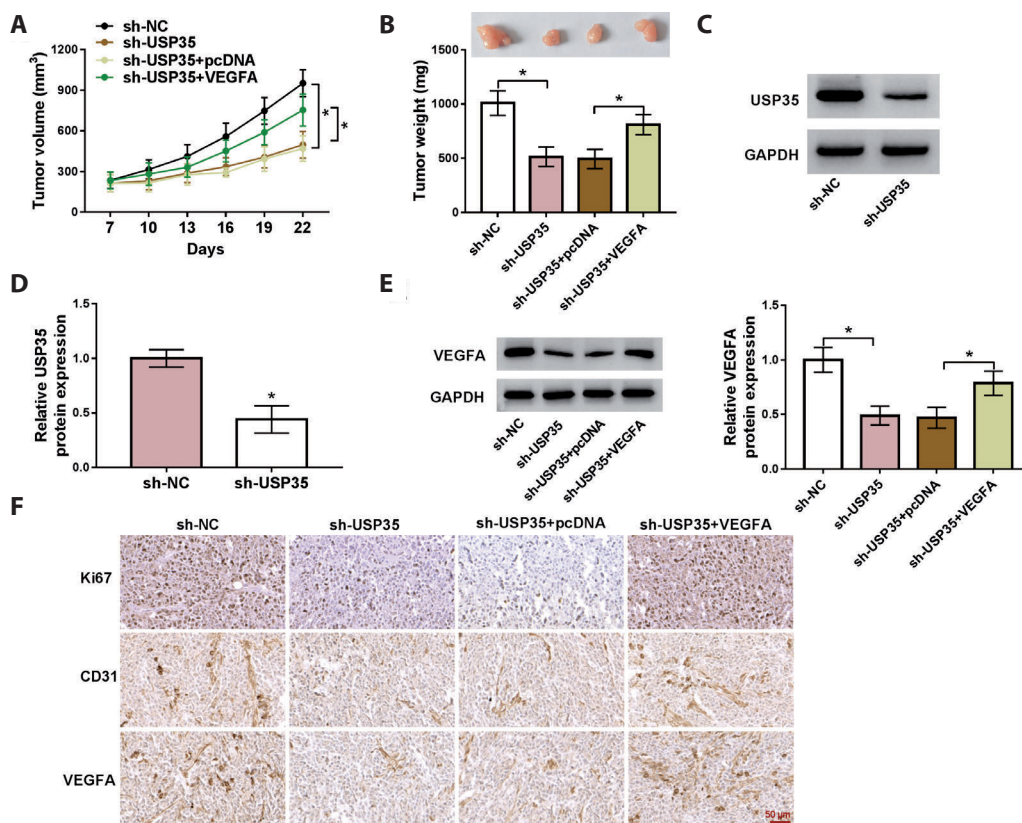 A
sh-NC
sh-USP35
sh-USP35+pcDNA
sh-USP35+VEGFA
Tumor volume (mm³)
1200
900
600
300
0
7 10 13 16 19 22
Days
*
*
B
Tumor weight (mg)
1500
1000
500
0
*
*
sh-NC
sh-USP35
sh-USP35+pcDNA
sh-USP35+VEGFA
C
USP35
GAPDH
sh-NC
sh-USP35
D
Relative USP35
protein expression
1.5
1.0
0.5
0.0
*
sh-NC
sh-USP35
E
VEGFA
GAPDH
sh-NC
sh-USP35
sh-USP35+pcDNA
sh-USP35+VEGFA
Relative VEGFA
protein expression
1.5
1.0
0.5
0.0
*
*
sh-NC
sh-USP35
sh-USP35+pcDNA
sh-USP35+VEGFA
F
sh-NC sh-USP35 sh-USP35+pcDNA sh-USP35+VEGFA
Ki67
CD31
VEGFA
50 µm